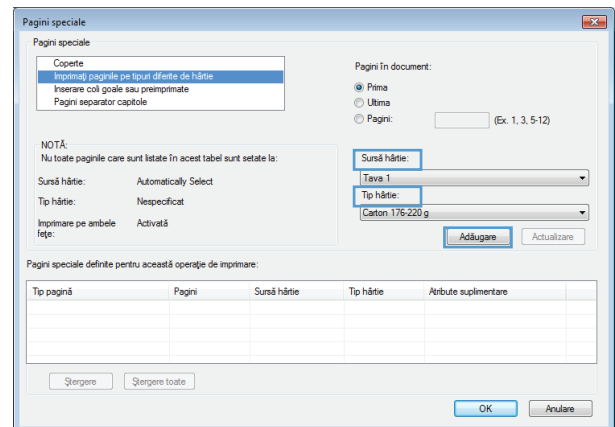 Pagini speciale
Pagini speciale
Coperte
Imprimaţi paginile pe tipuri diferite de hârtie
Inserare coli goale sau preimprimate
Pagini separator capitole
Pagini în document:
Prima
Ultima
Pagini:
(Ex. 1, 3, 5-12)
NOTĂ:
Nu toate paginile care sunt listate în acest tabel sunt setate la:
Sursă hârtie: Automatically Select
Tip hârtie: Nespecificat
Imprimare pe ambele Activată
feţe:
Sursă hârtie:
Tava 1
Tip hârtie:
Carton 176-220 g
Adăugare Actualizare
Pagini speciale definite pentru această operaţie de imprimare:
Tip pagină Pagini Sursă hârtie Tip hârtie Atribute suplimentare
Ştergere Ştergere toate
OK Anulare